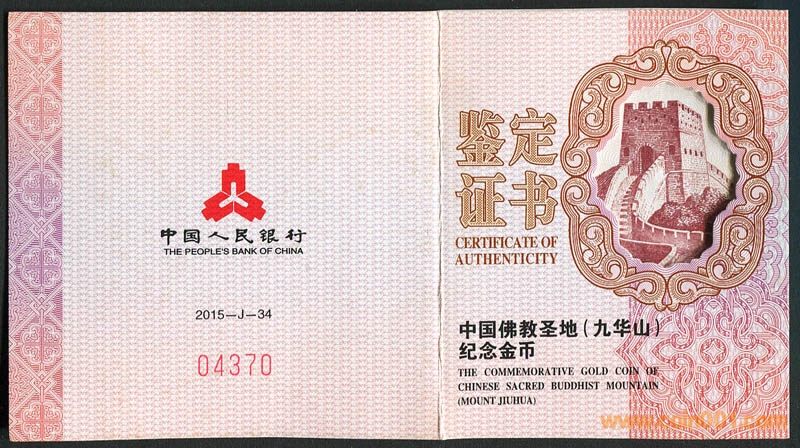 中国人民银行
THE PEOPLE'S BANK OF CHINA
2015—J—34
04370
鉴定
证书
CERTIFICATE OF
AUTHENTICITY
中国佛教圣地(九华山)
纪念金币
THE COMMEMORATIVE GOLD COIN OF
CHINESE SACRED BUDDHIST MOUNTAIN
(MOUNT JIUHUA)
www.coin001.com